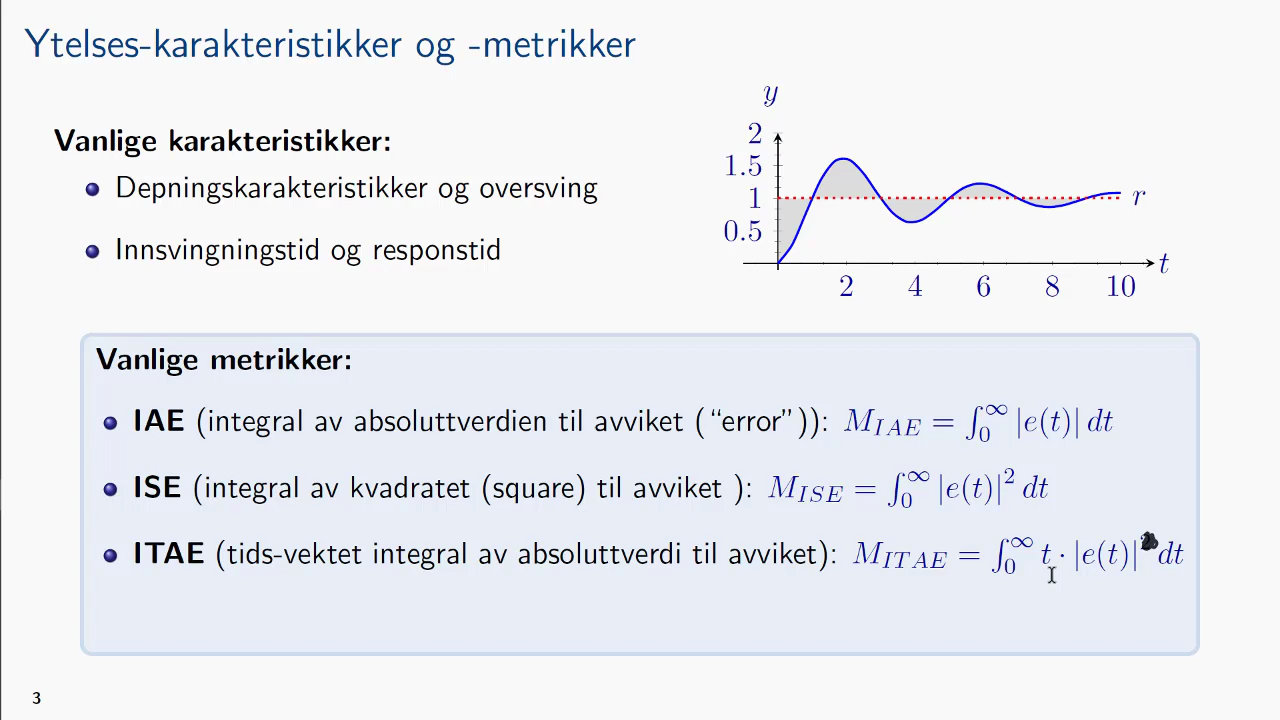 Ytelses-karakteristikker og -metrikker
Vanlige karakteristikker:
Depningskarakteristikker og oversving
Innsvingningstid og responstid
y
2
1.5
1
0.5
r
t
2 4 6 8 10
Vanlige metrikker:
IAE (integral av absoluttverdien til avviket (“error”)): M_{IAE} = ∫_0^∞ |e(t)| dt
ISE (integral av kvadratet (square) til avviket ): M_{ISE} = ∫_0^∞ |e(t)|^2 dt
ITAE (tids-vektet integral av absoluttverdi til avviket): M_{ITAE} = ∫_0^∞ t · |e(t)| dt
3